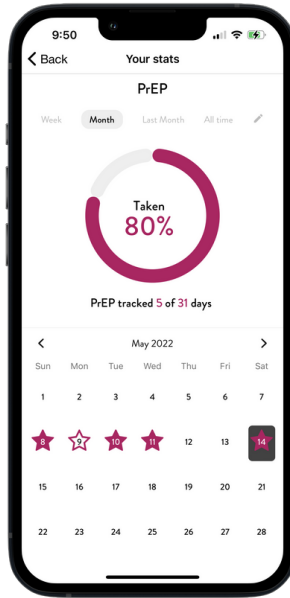 9:50
Back Your stats
PrEP
Week Month Last Month All time
Taken
80%
PrEP tracked 5 of 31 days
May 2022
Sun Mon Tue Wed Thu Fri Sat
1 2 3 4 5 6 7
8 9 10 11 12 13 14
15 16 17 18 19 20 21
22 23 24 25 26 27 28